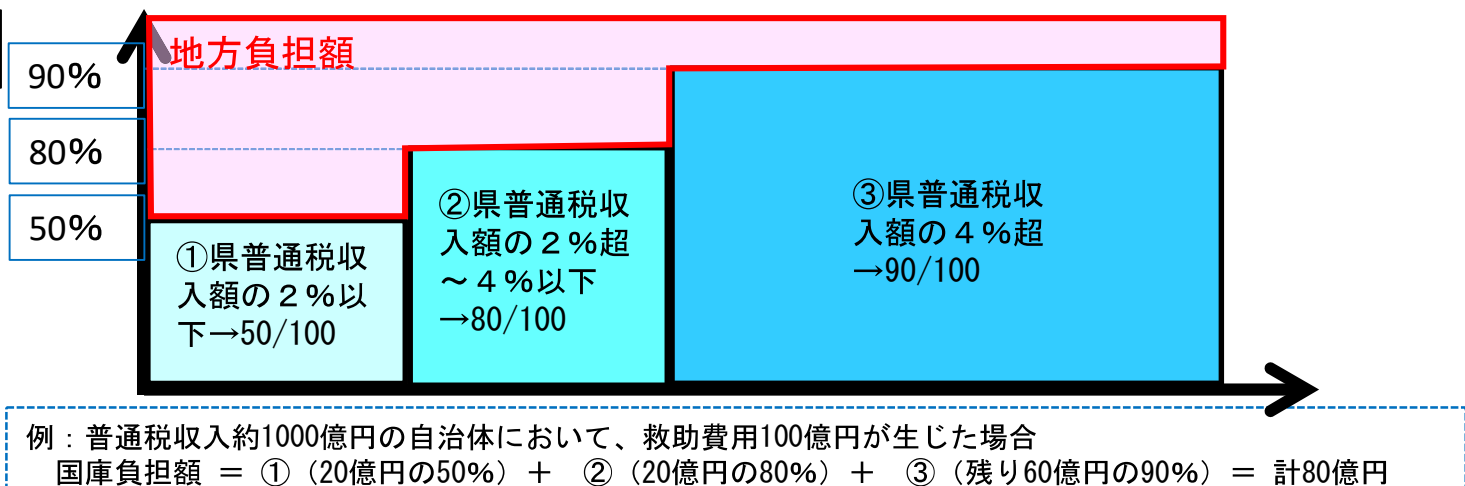 地方負担額
90%
80%
50%
①県普通税収
入額の２%以
下→50/100
②県普通税収
入額の２%超
～４%以下
→80/100
③県普通税収
入額の４%超
→90/100
例：普通税収入約1000億円の自治体において、救助費用100億円が生じた場合
国庫負担額 ＝ ①（20億円の50%）＋ ②（20億円の80%）＋ ③（残り60億円の90%）＝ 計80億円